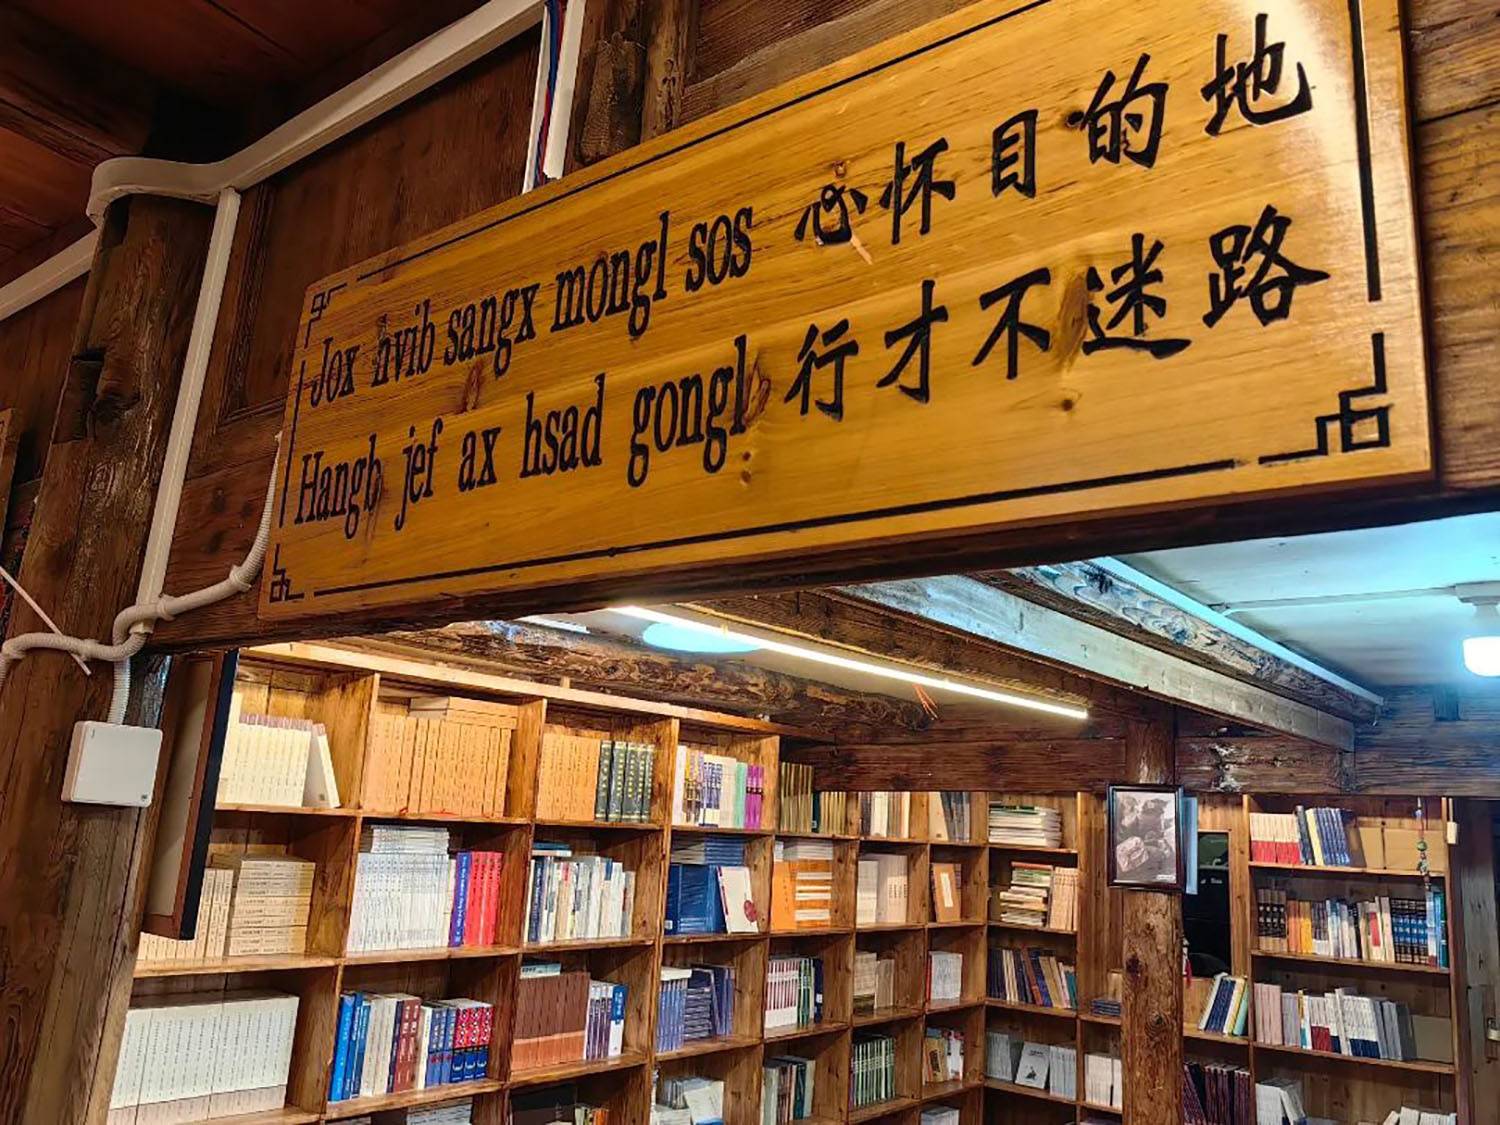 Jox nvib sangx mongl sos 心怀目的地
Hangb jef ax hsad gongl 行才不迷路